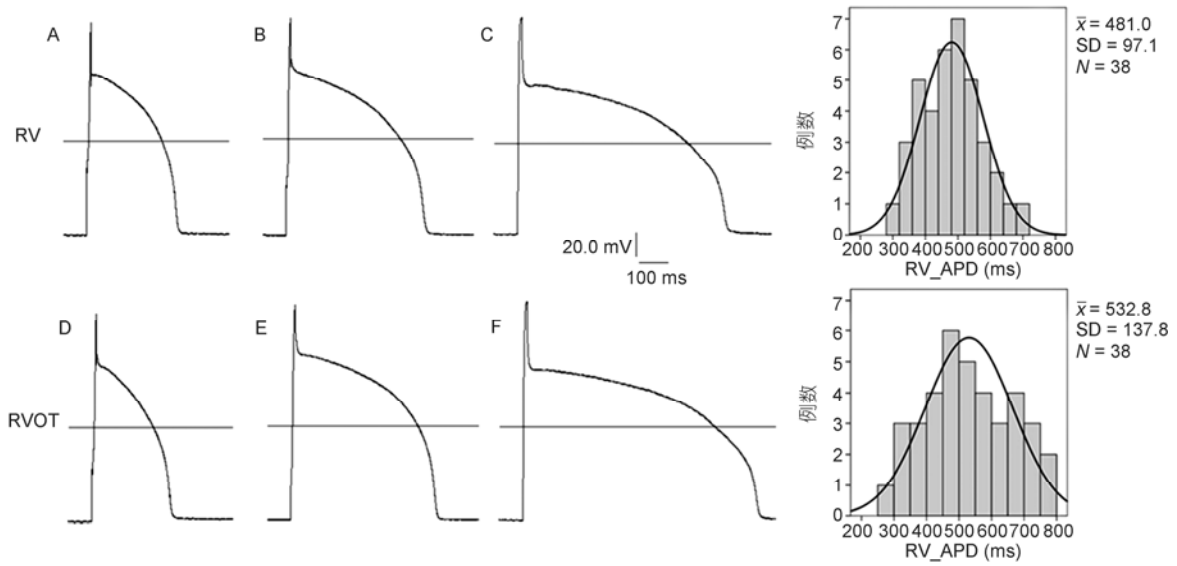 A
B
C
RV
20.0 mV
100 ms
7
6
5
4
3
2
1
0
例数
200 300 400 500 600 700 800
RV_APD (ms)
x̄ = 481.0
SD = 97.1
N = 38
D
E
F
RVOT
7
6
5
4
3
2
1
0
例数
200 300 400 500 600 700 800
RV_APD (ms)
x̄ = 532.8
SD = 137.8
N = 38